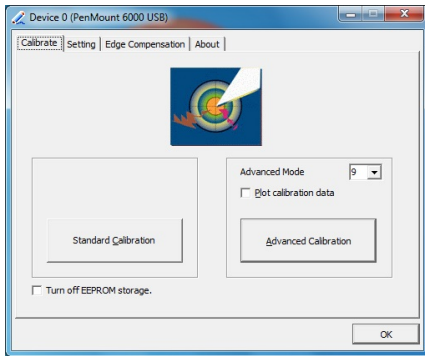 Device 0 (PenMount 6000 USB)
Calibrate Setting Edge Compensation About
Advanced Mode 9
Plot calibration data
Standard Calibration Advanced Calibration
Turn off EEPROM storage.
OK